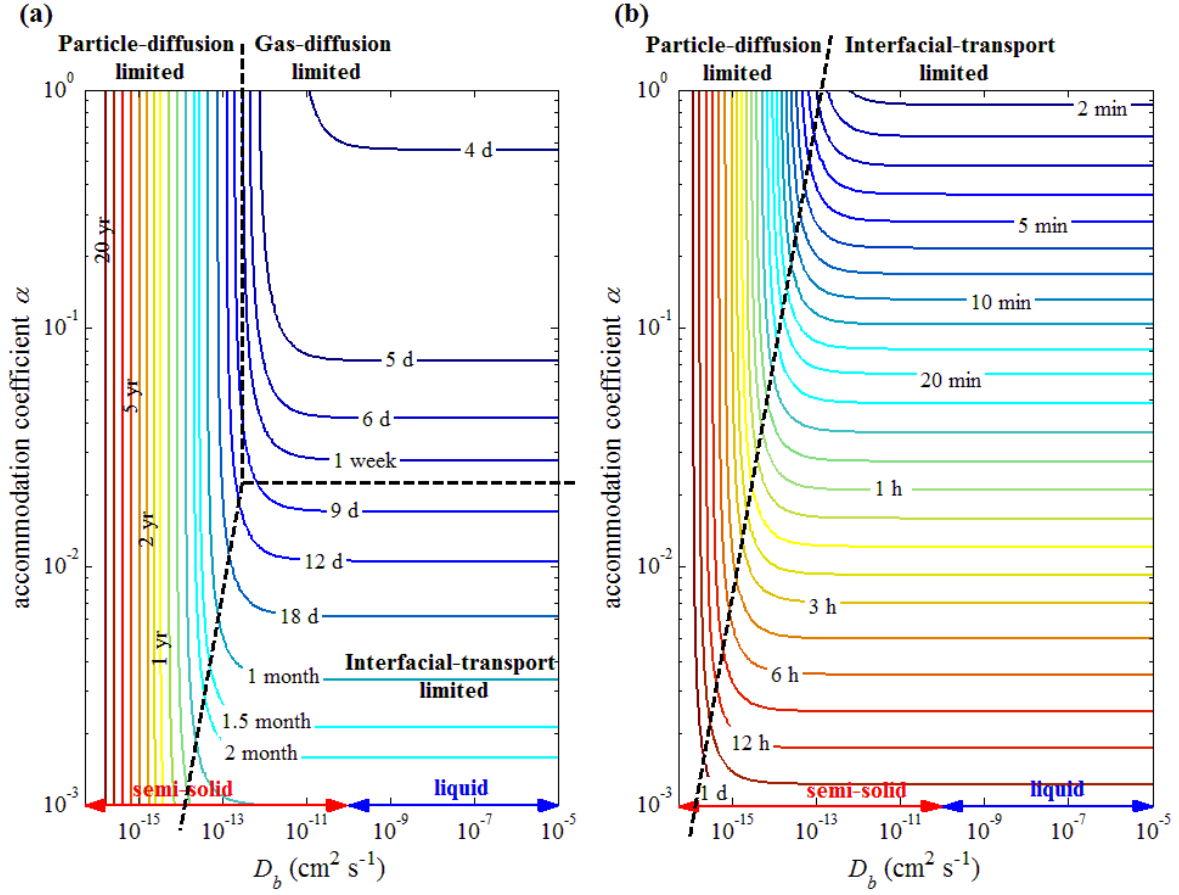 (a)
Particle-diffusion
limited
Gas-diffusion
limited
10^0
10^-1
10^-2
10^-3
accommodation coefficient α
20 yr
5 yr
2 yr
1 yr
4 d
5 d
6 d
1 week
9 d
12 d
18 d
1 month
1.5 month
2 month
Interfacial-transport
limited
semi-solid
liquid
10^-15
10^-13
10^-11
10^-9
10^-7
10^-5
D_b (cm^2 s^-1)
(b)
Particle-diffusion
limited
Interfacial-transport
limited
10^0
10^-1
10^-2
10^-3
accommodation coefficient α
2 min
5 min
10 min
20 min
1 h
3 h
6 h
12 h
1 d
semi-solid
liquid
10^-15
10^-13
10^-11
10^-9
10^-7
10^-5
D_b (cm^2 s^-1)